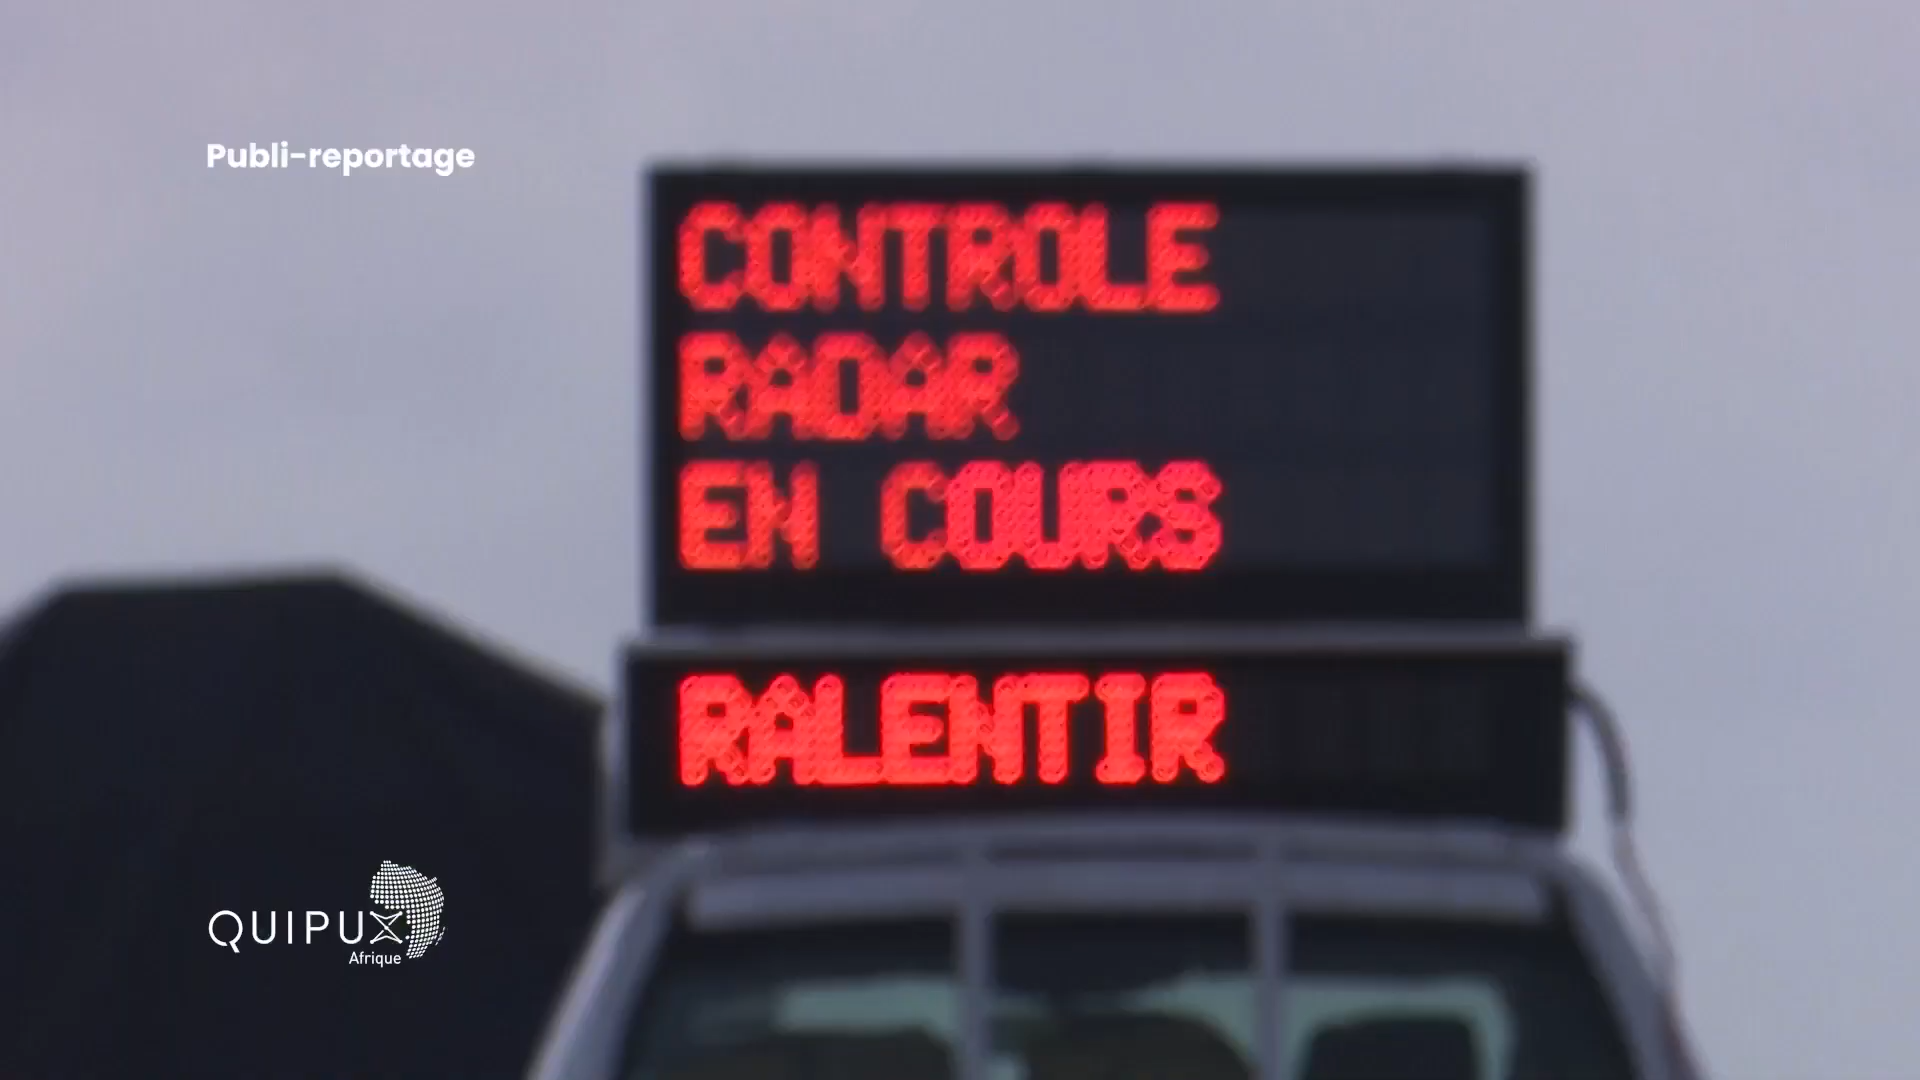 Publi-reportage
CONTROLE
RADAR
EN COURS
RALENTIR
QUIPUX
Afrique